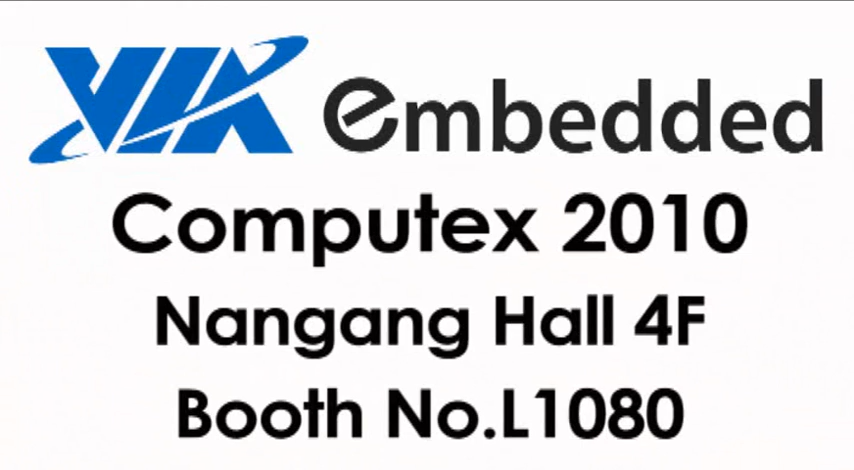 VIA embedded
Computex 2010
Nangang Hall 4F
Booth No.L1080